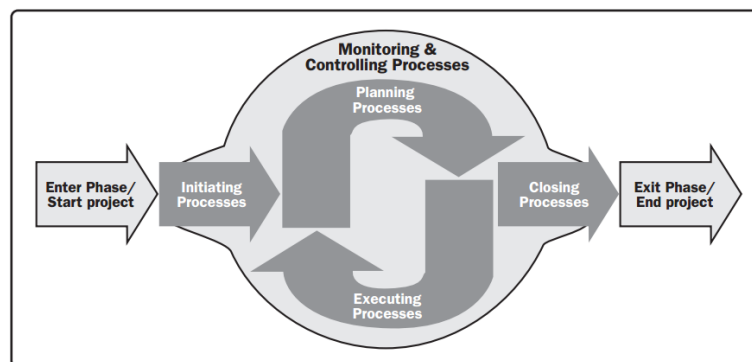 Monitoring &
Controlling Processes
Planning
Processes
Enter Phase/
Start project
Initiating
Processes
Closing
Processes
Exit Phase/
End project
Executing
Processes